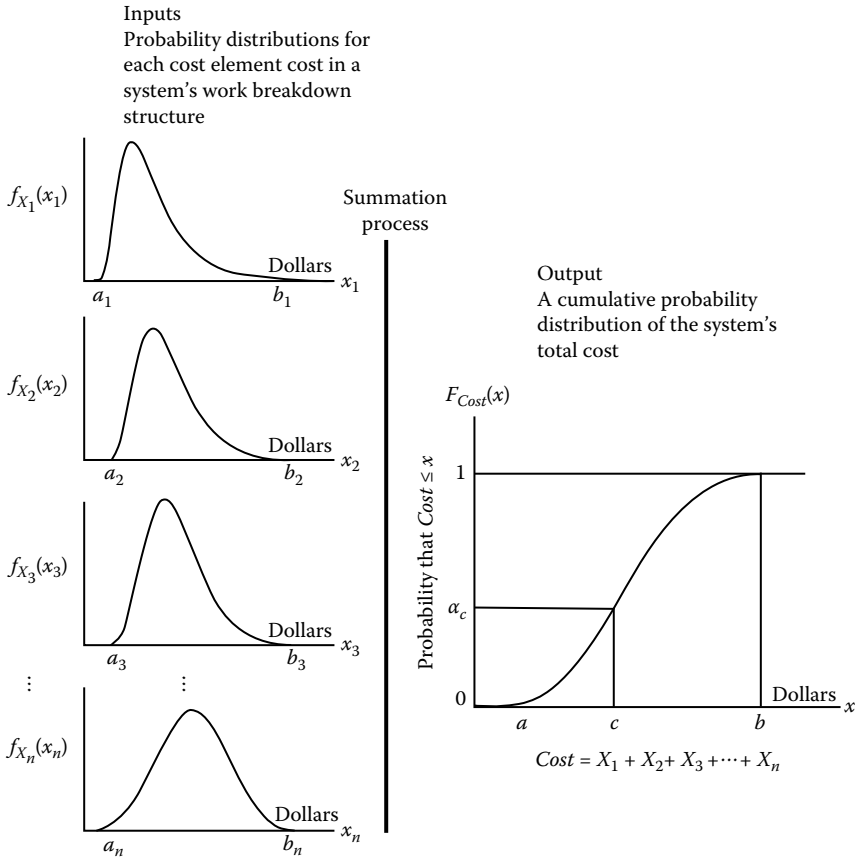 Inputs
Probability distributions for
each cost element cost in a
system's work breakdown
structure
f_{X_1}(x_1)
Dollars
x_1
a_1
b_1
f_{X_2}(x_2)
Dollars
x_2
a_2
b_2
f_{X_3}(x_3)
Dollars
x_3
a_3
b_3
⋮
⋮
f_{X_n}(x_n)
Dollars
x_n
a_n
b_n
Summation
process
Output
A cumulative probability
distribution of the system's
total cost
F_{Cost}(x)
Probability that Cost ≤ x
1
α_c
0
Dollars
x
a
c
b
Cost = X_1 + X_2 + X_3 + ⋯ + X_n